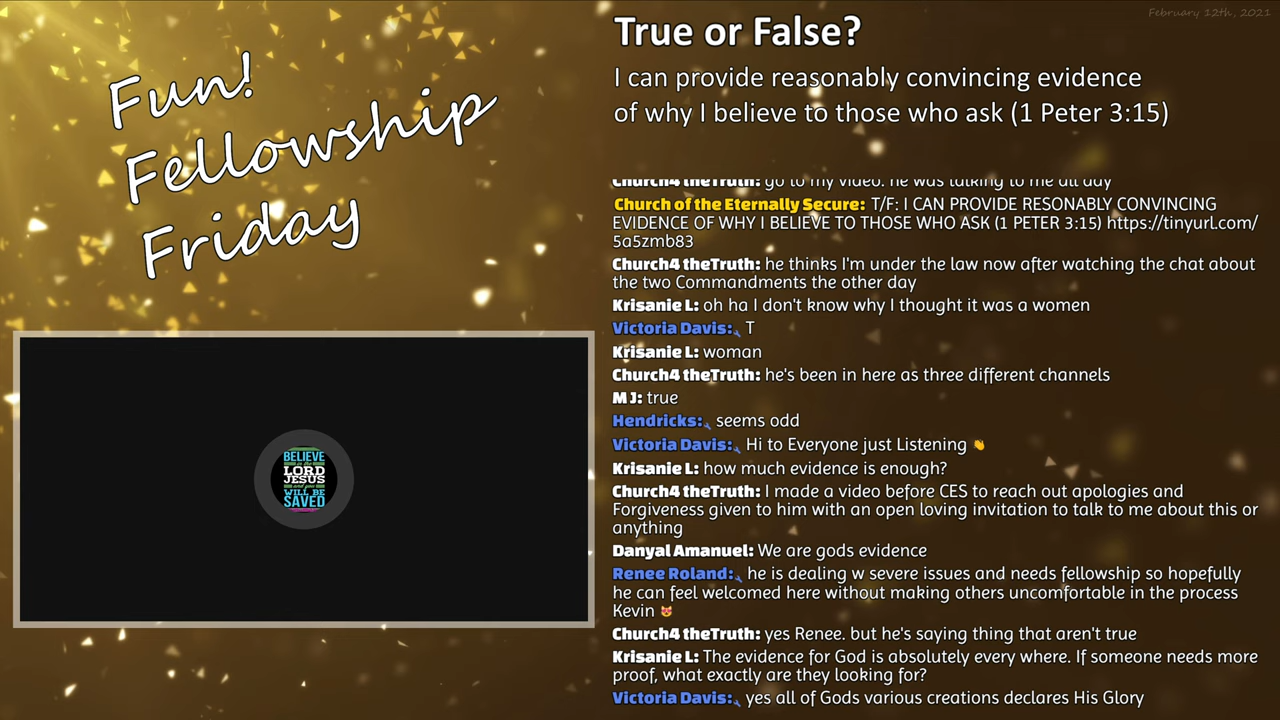 February 12th, 2021
True or False?
I can provide reasonably convincing evidence
of why I believe to those who ask (1 Peter 3:15)
Fun!
Fellowship
Friday
BELIEVE
LORD
JESUS
WILL BE
SAVED
Church4 theTruth: go to my video. he was talking to me all day
Church of the Eternally Secure: T/F: I CAN PROVIDE REASONABLY CONVINCING
EVIDENCE OF WHY I BELIEVE TO THOSE WHO ASK (1 PETER 3:15) https://tinyurl.com/
5a5zmb83
Church4 theTruth: he thinks I'm under the law now after watching the chat about
the two Commandments the other day
Krisanie L: oh ha I don't know why I thought it was a women
Victoria Davis: T
Krisanie L: woman
Church4 theTruth: he's been in here as three different channels
M J: true
Hendricks: seems odd
Victoria Davis: Hi to Everyone just Listening 👏
Krisanie L: how much evidence is enough?
Church4 theTruth: I made a video before CES to reach out apologies and
Forgiveness given to him with an open loving invitation to talk to me about this or
anything
Danyal Amanuel: We are gods evidence
Renee Roland: he is dealing w severe issues and needs fellowship so hopefully
he can feel welcomed here without making others uncomfortable in the process
Kevin 😻
Church4 theTruth: yes Renee. but he's saying thing that aren't true
Krisanie L: The evidence for God is absolutely every where. If someone needs more
proof, what exactly are they looking for?
Victoria Davis: yes all of Gods various creations declares His Glory